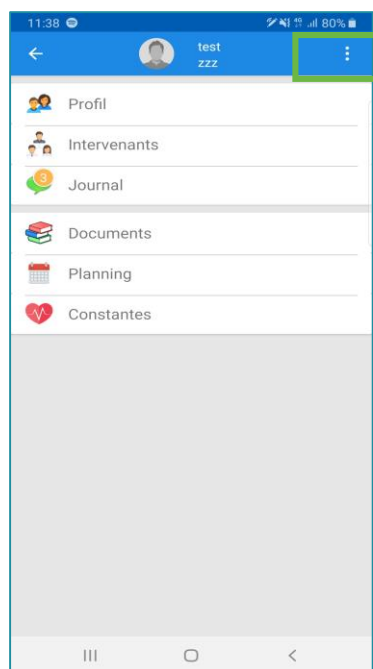 11:38 80%
test
zzz
Profil
Intervenants
3
Journal
Documents
Planning
Constantes